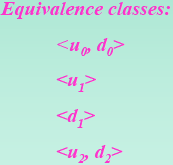 Equivalence classes:
<u0, d0>
<u1>
<d1>
<u2, d2>